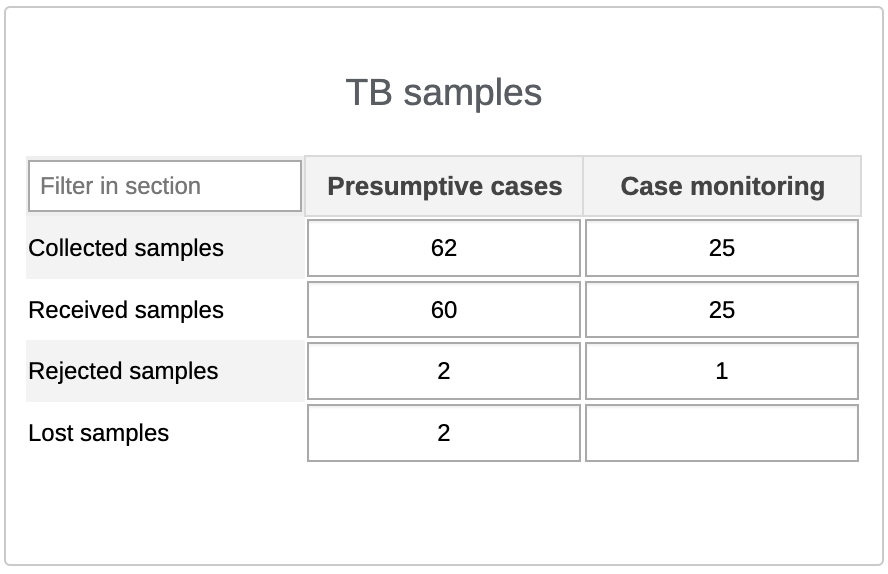 TB samples
Filter in section Presumptive cases Case monitoring
Collected samples 62 25
Received samples 60 25
Rejected samples 2 1
Lost samples 2